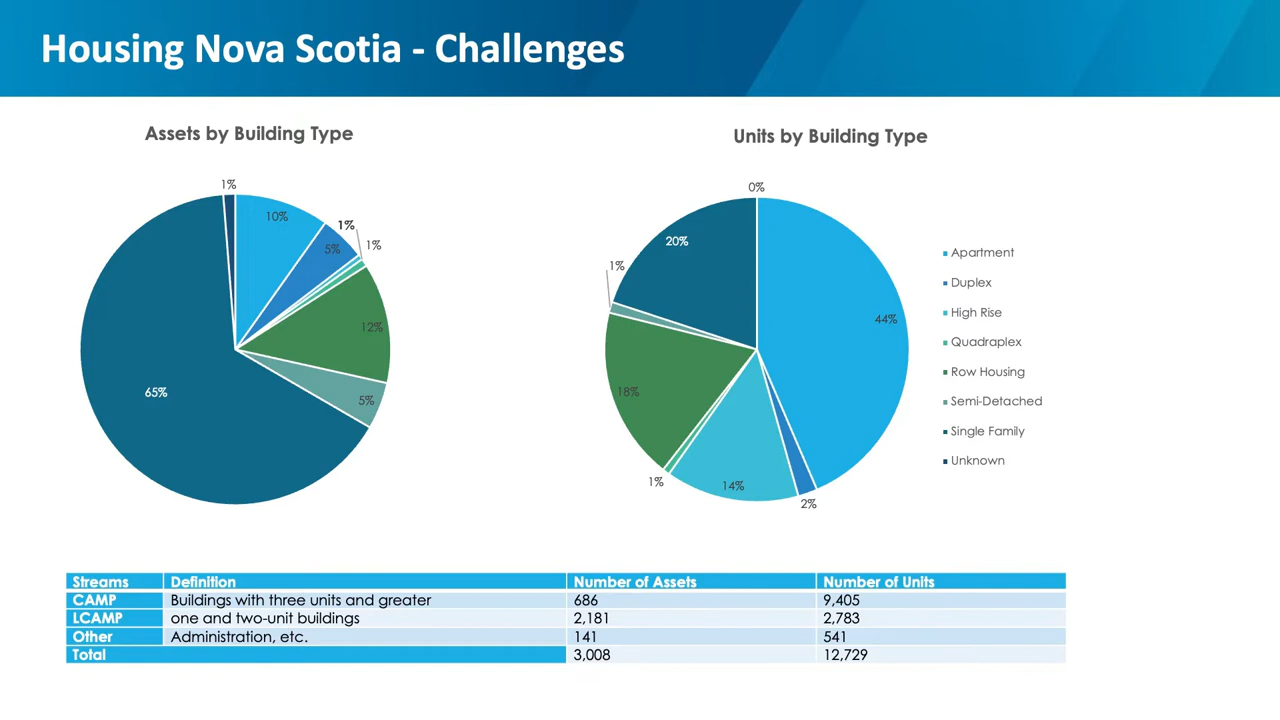 Housing Nova Scotia - Challenges
Assets by Building Type
1%
10%
1%
5%
1%
12%
65%
5%
Units by Building Type
0%
20%
1%
44%
18%
1%
14%
2%
Apartment
Duplex
High Rise
Quadraplex
Row Housing
Semi-Detached
Single Family
Unknown
Streams Definition Number of Assets Number of Units
CAMP Buildings with three units and greater 686 9,405
LCAMP one and two-unit buildings 2,181 2,783
Other Administration, etc. 141 541
Total 3,008 12,729